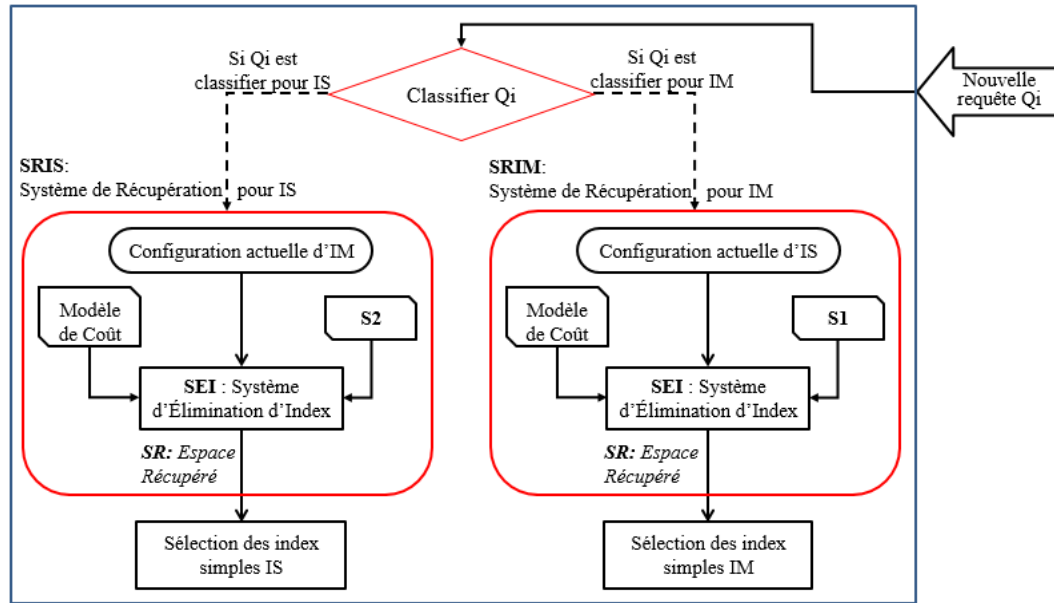 Si Qi est
classifier pour IS
Classifier Qi
Si Qi est
classifier pour IM
Nouvelle
requête Qi
SRIS:
Système de Récupération pour IS
Configuration actuelle d'IM
Modèle
de Coût
S2
SEI : Système
d'Élimination d'Index
SR: Espace
Récupéré
Sélection des index
simples IS
SRIM:
Système de Récupération pour IM
Configuration actuelle d'IS
Modèle
de Coût
S1
SEI : Système
d'Élimination d'Index
SR: Espace
Récupéré
Sélection des index
simples IM